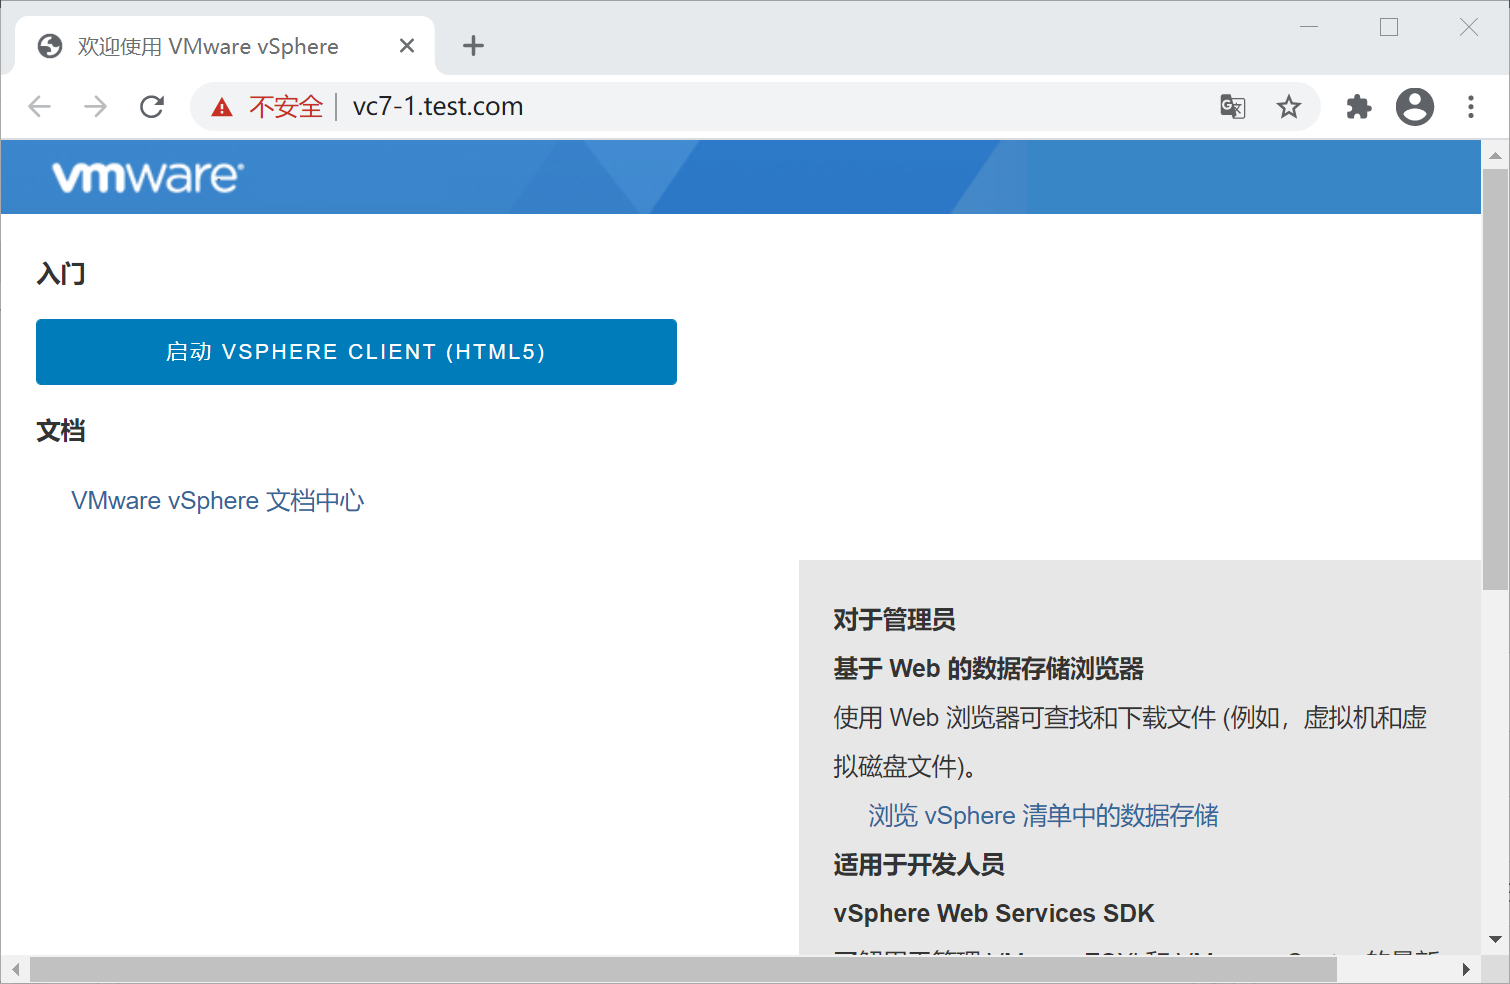 欢迎使用 VMware vSphere
不安全 vc7-1.test.com
vmware
入门
启动 VSPHERE CLIENT (HTML5)
文档
VMware vSphere 文档中心
对于管理员
基于 Web 的数据存储浏览器
使用 Web 浏览器可查找和下载文件 (例如，虚拟机和虚
拟磁盘文件)。
浏览 vSphere 清单中的数据存储
适用于开发人员
vSphere Web Services SDK